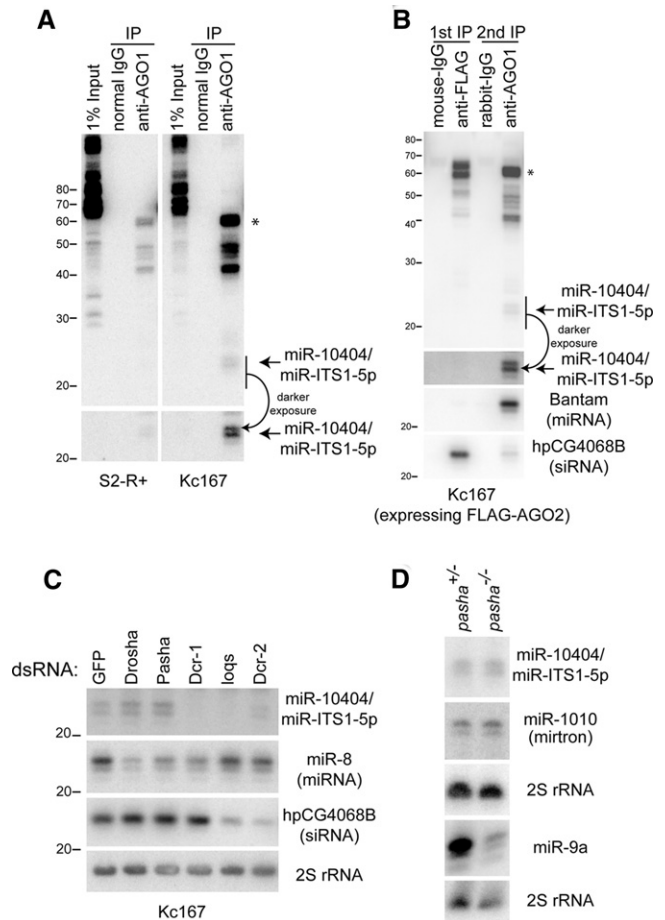 A
IP
IP
1% Input
normal IgG
anti-AGO1
1% Input
normal IgG
anti-AGO1
80
70
60
50
40
30
20
20
*
miR-10404/
miR-ITS1-5p
darker
exposure
miR-10404/
miR-ITS1-5p
S2-R+
Kc167
B
1st IP
2nd IP
mouse-IgG
anti-FLAG
rabbit-IgG
anti-AGO1
80
70
60
50
40
30
20
*
miR-10404/
miR-ITS1-5p
darker
exposure
miR-10404/
miR-ITS1-5p
Bantam
(miRNA)
20
hpCG4068B
(siRNA)
Kc167
(expressing FLAG-AGO2)
C
dsRNA:
GFP
Drosha
Pasha
Dcr-1
loqs
Dcr-2
miR-10404/
miR-ITS1-5p
20
miR-8
(miRNA)
hpCG4068B
(siRNA)
20
2S rRNA
Kc167
D
pasha+/-
pasha-/-
miR-10404/
miR-ITS1-5p
miR-1010
(mirtron)
2S rRNA
miR-9a
2S rRNA